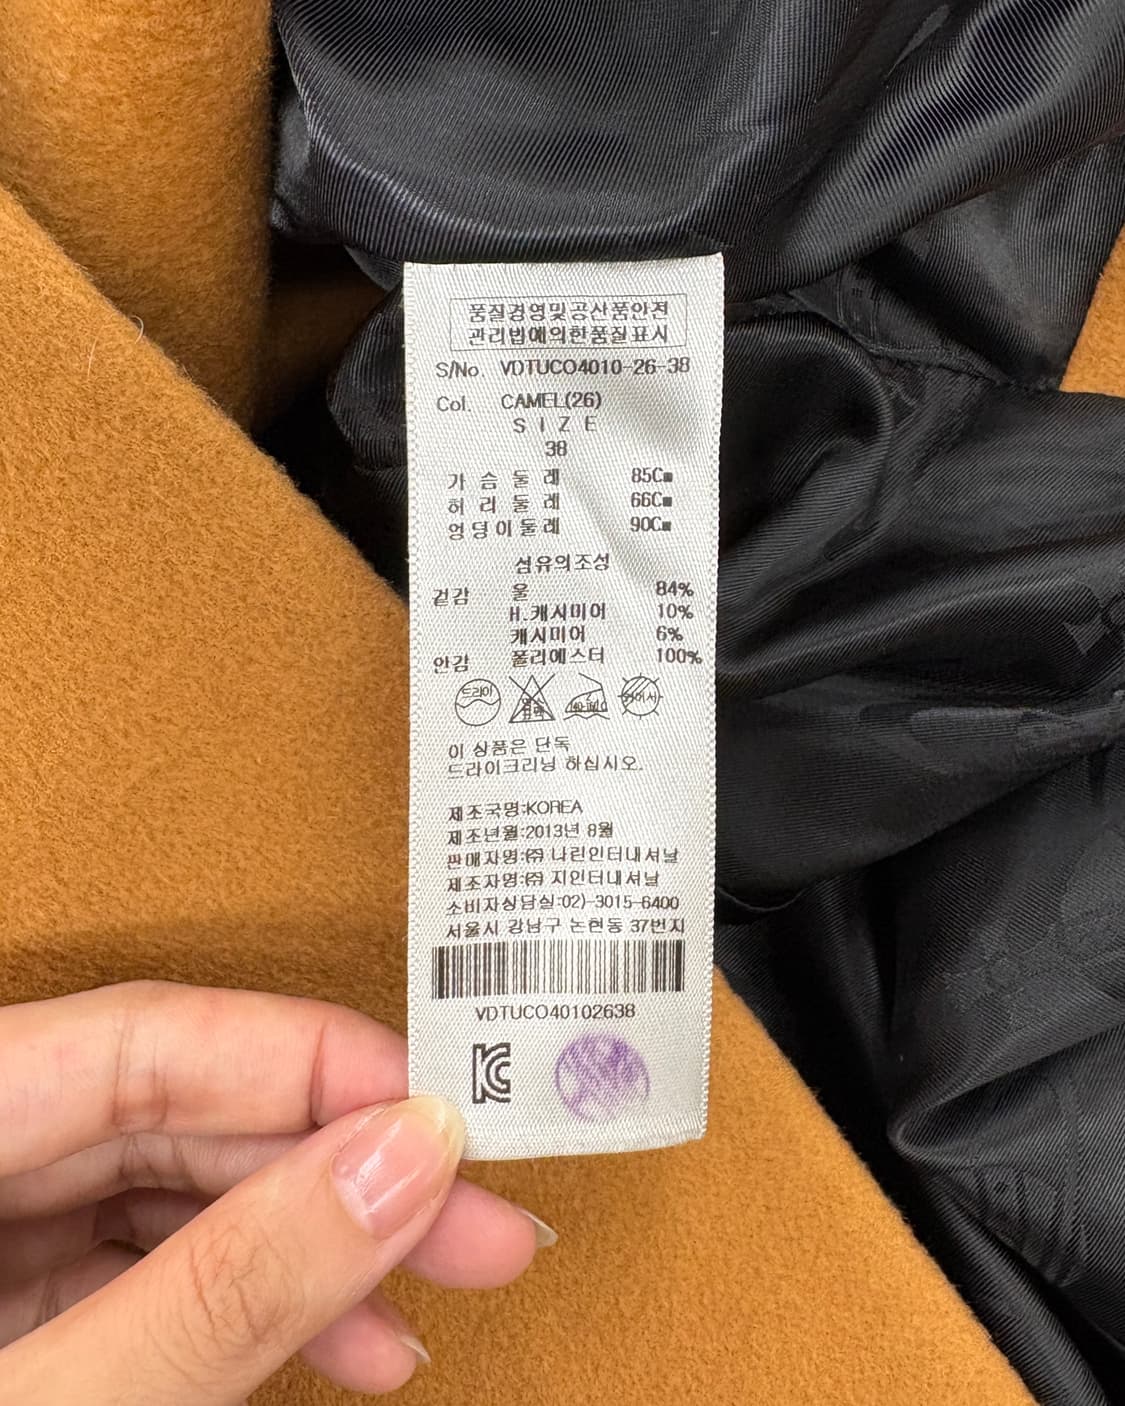 품질경영및공산품안전
관리법에의한품질표시
S/No. VDTUCO4010-26-38
Col. CAMEL(26)
SIZE
38
가슴둘레 85C■
허리둘레 66C■
엉덩이둘레 90C■
섬유의조성
겉감 울 84%
H.캐시미어 10%
캐시미어 6%
안감 폴리에스터 100%
드라이
이 상품은 단독
드라이크리닝 하십시오.
제조국명:KOREA
제조년월:2013년 8월
판매자명:㈜ 나린인터내셔날
제조자명:㈜ 지인터내셔날
소비자상담실:02)-3015-6400
서울시 강남구 논현동 37번지
VDTUCO40102638
KC